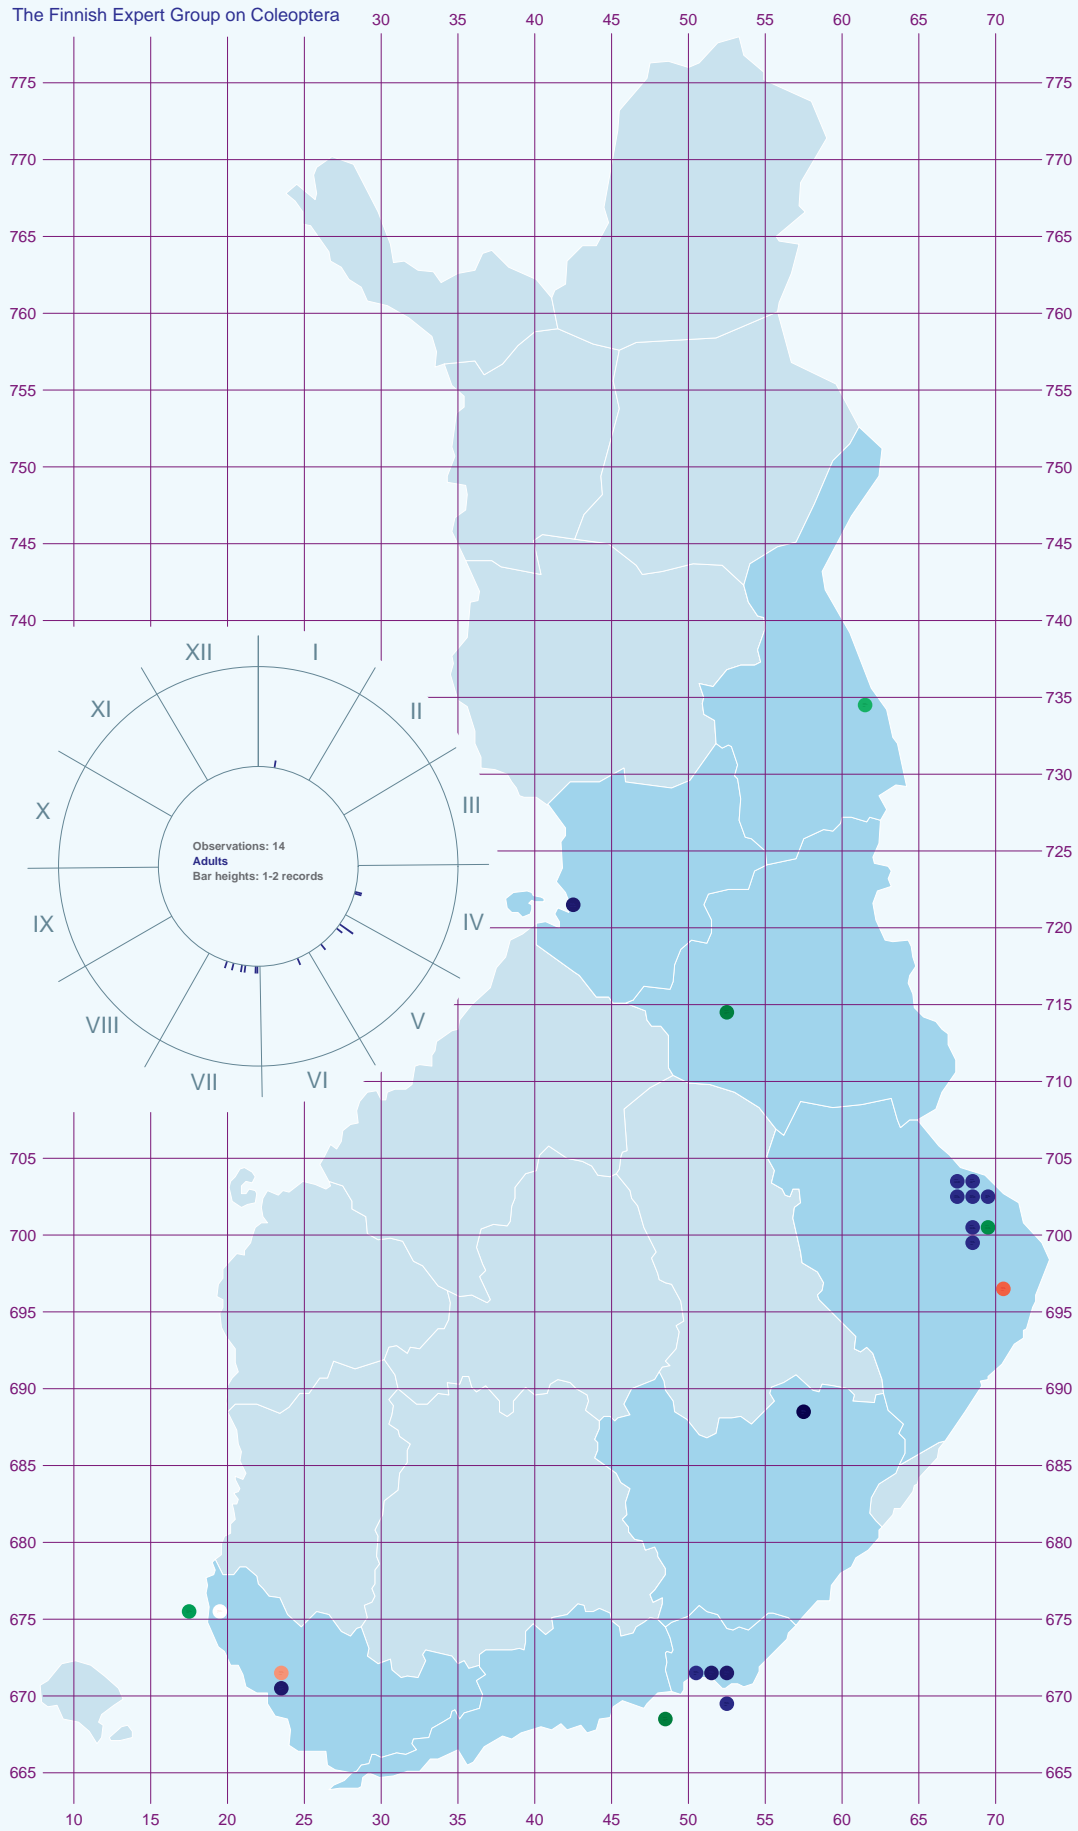 The Finnish Expert Group on Coleoptera
30 35 40 45 50 55 60 65 70
775 775
770 770
765 765
760 760
755 755
750 750
745 745
740 740
XII I
XI II
735
730
X III
Observations: 14
Adults
Bar heights: 1-2 records
725
IX IV
720
VIII V
715
VII VI
710
705 705
700 700
695 695
690 690
685 685
680 680
675 675
670 670
665 665
10 15 20 25 30 35 40 45 50 55 60 65 70